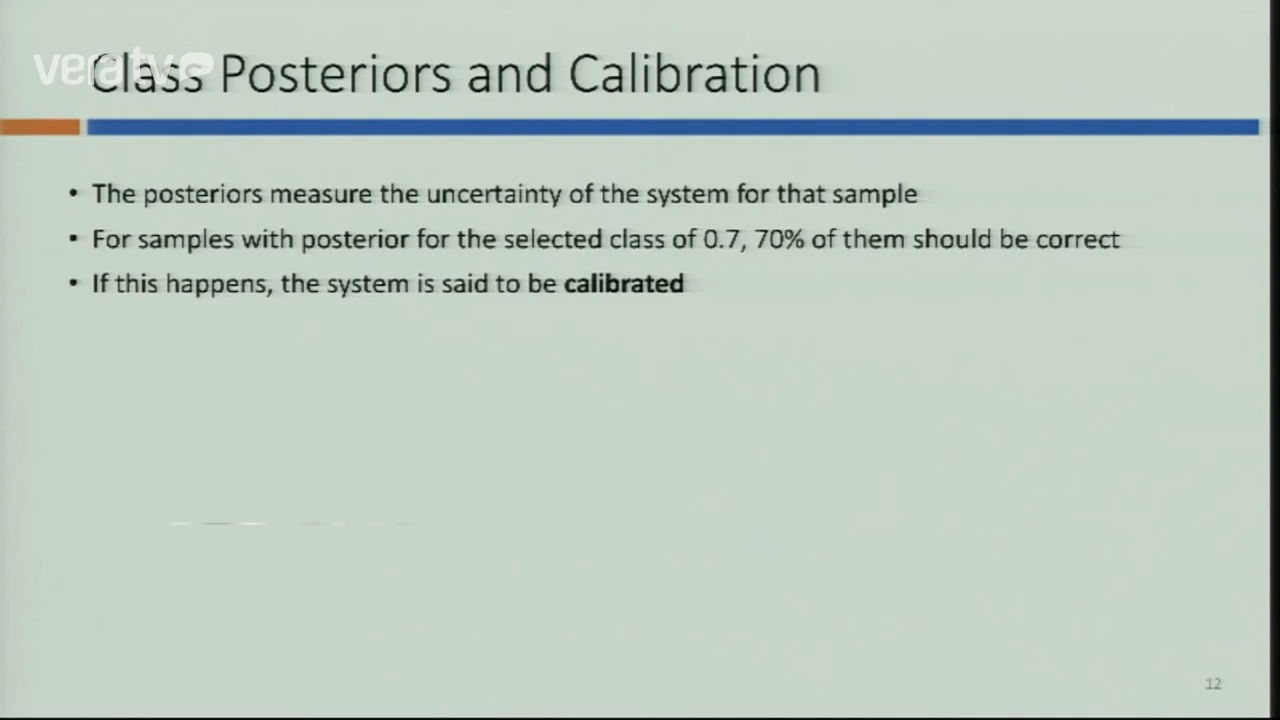 vera tv
Class Posteriors and Calibration
• The posteriors measure the uncertainty of the system for that sample
• For samples with posterior for the selected class of 0.7, 70% of them should be correct
• If this happens, the system is said to be calibrated
12